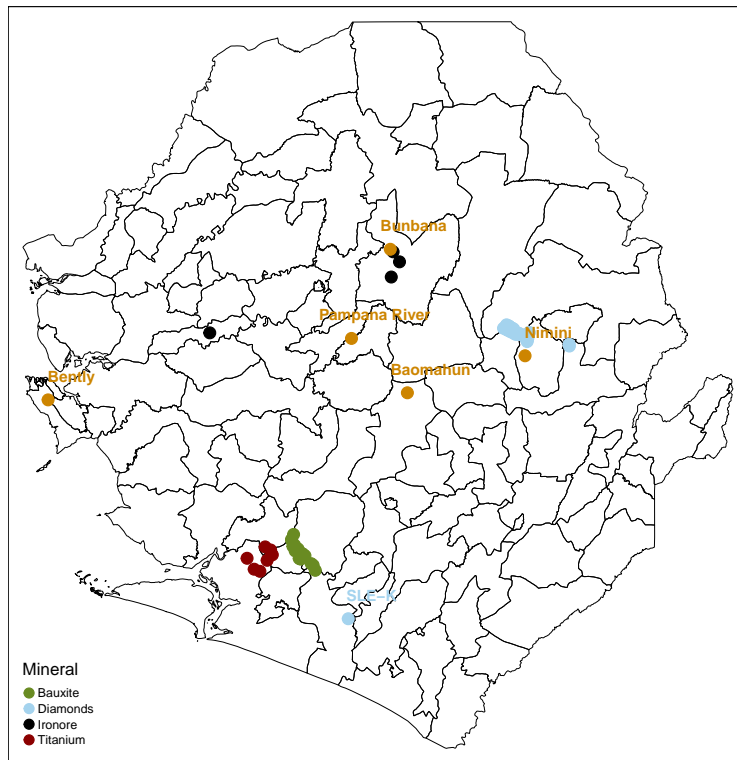 Bunbana
Pampana River
Nimini
Baomahun
Bently
SLE-K
Mineral
Bauxite
Diamonds
Ironore
Titanium